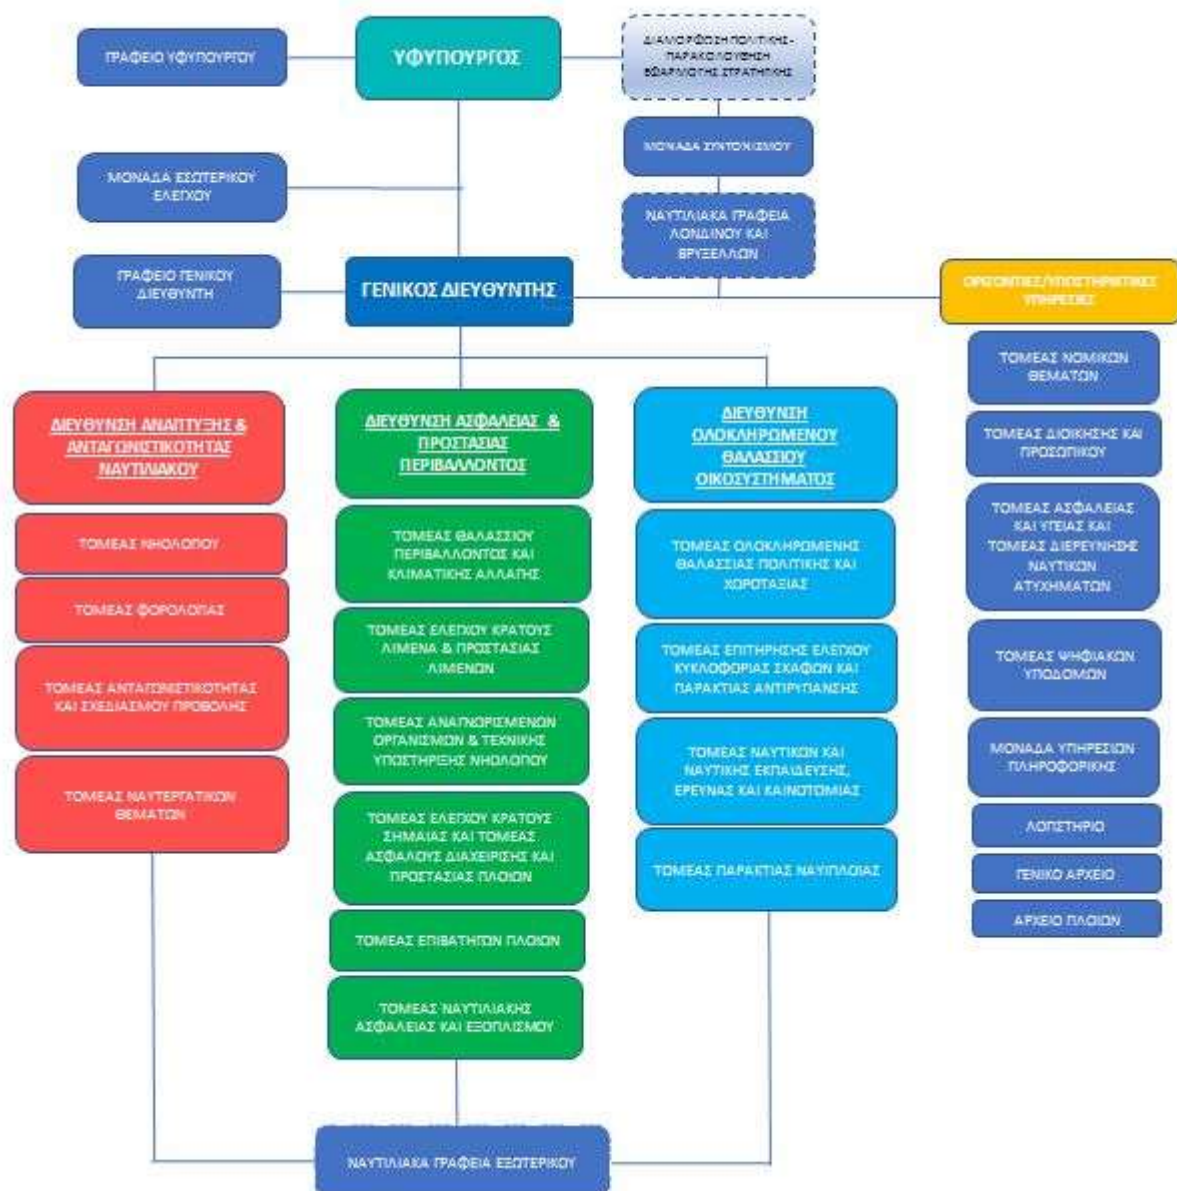 ΓΡΑΦΕΙΟ ΥΦΥΠΟΥΡΓΟΥ
ΥΦΥΠΟΥΡΓΟΣ
ΔΙΑΜΟΡΦΩΣΗ ΠΟΛΙΤΙΚΗΣ-
ΠΑΡΑΚΟΛΟΥΘΗΣΗ
ΕΦΑΡΜΟΓΗΣ ΣΤΡΑΤΗΓΙΚΗΣ
ΜΟΝΑΔΑ ΣΥΝΤΟΝΙΣΜΟΥ
ΜΟΝΑΔΑ ΕΣΩΤΕΡΙΚΟΥ
ΕΛΕΓΧΟΥ
ΝΑΥΤΙΛΙΑΚΑ ΓΡΑΦΕΙΑ
ΛΟΝΔΙΝΟΥ ΚΑΙ
ΒΡΥΞΕΛΛΩΝ
ΓΡΑΦΕΙΟ ΓΕΝΙΚΟΥ
ΔΙΕΥΘΥΝΤΗ
ΓΕΝΙΚΟΣ ΔΙΕΥΘΥΝΤΗΣ
ΟΡΙΖΟΝΤΙΕΣ/ΥΠΟΣΤΗΡΙΚΤΙΚΕΣ
ΥΠΗΡΕΣΙΕΣ
ΔΙΕΥΘΥΝΣΗ ΑΝΑΠΤΥΞΗΣ &
ΑΝΤΑΓΩΝΙΣΤΙΚΟΤΗΤΑΣ
ΝΑΥΤΙΛΙΑΚΟΥ
ΤΟΜΕΑΣ ΝΗΟΛΟΓΙΟΥ
ΤΟΜΕΑΣ ΦΟΡΟΛΟΓΙΑΣ
ΤΟΜΕΑΣ ΑΝΤΑΓΩΝΙΣΤΙΚΟΤΗΤΑΣ
ΚΑΙ ΣΧΕΔΙΑΣΜΟΥ ΠΡΟΒΟΛΗΣ
ΤΟΜΕΑΣ ΝΑΥΤΕΡΓΑΤΙΚΩΝ
ΘΕΜΑΤΩΝ
ΔΙΕΥΘΥΝΣΗ ΑΣΦΑΛΕΙΑΣ &
ΠΡΟΣΤΑΣΙΑΣ
ΠΕΡΙΒΑΛΛΟΝΤΟΣ
ΤΟΜΕΑΣ ΘΑΛΑΣΣΙΟΥ
ΠΕΡΙΒΑΛΛΟΝΤΟΣ ΚΑΙ
ΚΛΙΜΑΤΙΚΗΣ ΑΛΛΑΓΗΣ
ΤΟΜΕΑΣ ΕΛΕΓΧΟΥ ΚΡΑΤΟΥΣ
ΛΙΜΕΝΑ & ΠΡΟΣΤΑΣΙΑΣ
ΛΙΜΕΝΩΝ
ΤΟΜΕΑΣ ΑΝΑΓΝΩΡΙΣΜΕΝΩΝ
ΟΡΓΑΝΙΣΜΩΝ & ΤΕΧΝΙΚΗΣ
ΥΠΟΣΤΗΡΙΞΗΣ ΝΗΟΛΟΓΙΟΥ
ΤΟΜΕΑΣ ΕΛΕΓΧΟΥ ΚΡΑΤΟΥΣ
ΣΗΜΑΙΑΣ ΚΑΙ ΤΟΜΕΑΣ
ΑΣΦΑΛΟΥΣ ΔΙΑΧΕΙΡΙΣΗΣ ΚΑΙ
ΠΡΟΣΤΑΣΙΑΣ ΠΛΟΙΩΝ
ΤΟΜΕΑΣ ΕΠΙΒΑΤΗΓΩΝ ΠΛΟΙΩΝ
ΤΟΜΕΑΣ ΝΑΥΤΙΛΙΑΚΗΣ
ΑΣΦΑΛΕΙΑΣ ΚΑΙ ΕΞΟΠΛΙΣΜΟΥ
ΔΙΕΥΘΥΝΣΗ
ΟΛΟΚΛΗΡΩΜΕΝΟΥ
ΘΑΛΑΣΣΙΟΥ
ΟΙΚΟΣΥΣΤΗΜΑΤΟΣ
ΤΟΜΕΑΣ ΟΛΟΚΛΗΡΩΜΕΝΗΣ
ΘΑΛΑΣΣΙΑΣ ΠΟΛΙΤΙΚΗΣ ΚΑΙ
ΧΩΡΟΤΑΞΙΑΣ
ΤΟΜΕΑΣ ΕΠΙΤΗΡΗΣΗΣ ΕΛΕΓΧΟΥ
ΚΥΚΛΟΦΟΡΙΑΣ ΣΚΑΦΩΝ ΚΑΙ
ΠΑΡΑΚΤΙΑΣ ΑΝΤΙΡΥΠΑΝΣΗΣ
ΤΟΜΕΑΣ ΝΑΥΤΙΚΩΝ ΚΑΙ
ΝΑΥΤΙΚΗΣ ΕΚΠΑΙΔΕΥΣΗΣ,
ΕΡΕΥΝΑΣ ΚΑΙ ΚΑΙΝΟΤΟΜΙΑΣ
ΤΟΜΕΑΣ ΠΑΡΑΚΤΙΑΣ ΝΑΥΣΙΠΛΟΙΑΣ
ΤΟΜΕΑΣ ΝΟΜΙΚΩΝ
ΘΕΜΑΤΩΝ
ΤΟΜΕΑΣ ΔΙΟΙΚΗΣΗΣ ΚΑΙ
ΠΡΟΣΩΠΙΚΟΥ
ΤΟΜΕΑΣ ΑΣΦΑΛΕΙΑΣ
ΚΑΙ ΥΓΕΙΑΣ ΚΑΙ
ΤΟΜΕΑΣ ΔΙΕΡΕΥΝΗΣΗΣ
ΝΑΥΤΙΚΩΝ
ΑΤΥΧΗΜΑΤΩΝ
ΤΟΜΕΑΣ ΨΗΦΙΑΚΩΝ
ΥΠΟΔΟΜΩΝ
ΜΟΝΑΔΑ ΥΠΗΡΕΣΙΩΝ
ΠΛΗΡΟΦΟΡΙΚΗΣ
ΛΟΓΙΣΤΗΡΙΟ
ΓΕΝΙΚΟ ΑΡΧΕΙΟ
ΑΡΧΕΙΟ ΠΛΟΙΩΝ
ΝΑΥΤΙΛΙΑΚΑ ΓΡΑΦΕΙΑ ΕΞΩΤΕΡΙΚΟΥ